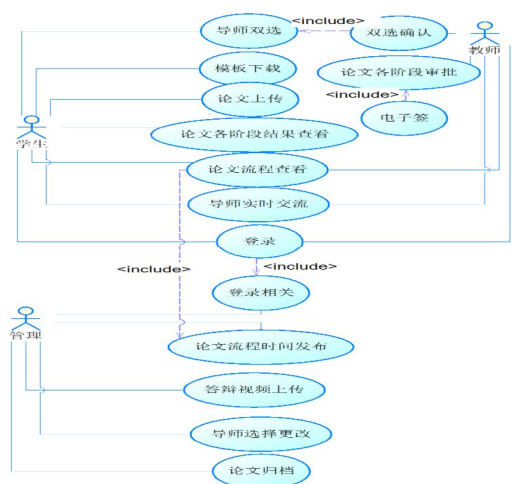 导师双选
<include>
双选确认
教师
模板下载
论文各阶段审批
论文上传
<include>
电子签
学生
论文各阶段结果查看
论文流程查看
导师实时交流
登录
<include>
<include>
登录相关
管理
论文流程时间发布
答辩视频上传
导师选择更改
论文归档